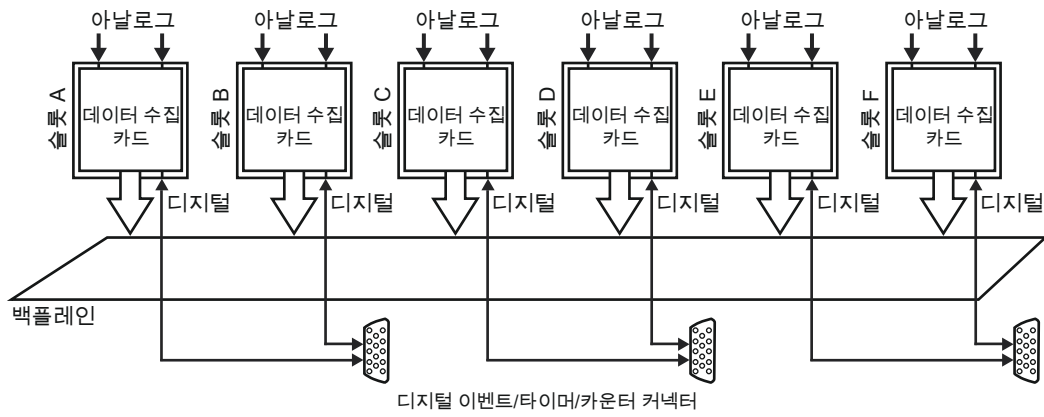 아날로그 아날로그 아날로그 아날로그 아날로그 아날로그
슬롯 A
데이터 수집
카드
슬롯 B
데이터 수집
카드
슬롯 C
데이터 수집
카드
슬롯 D
데이터 수집
카드
슬롯 E
데이터 수집
카드
슬롯 F
데이터 수집
카드
디지털 디지털 디지털 디지털 디지털 디지털
백플레인
디지털 이벤트/타이머/카운터 커넥터